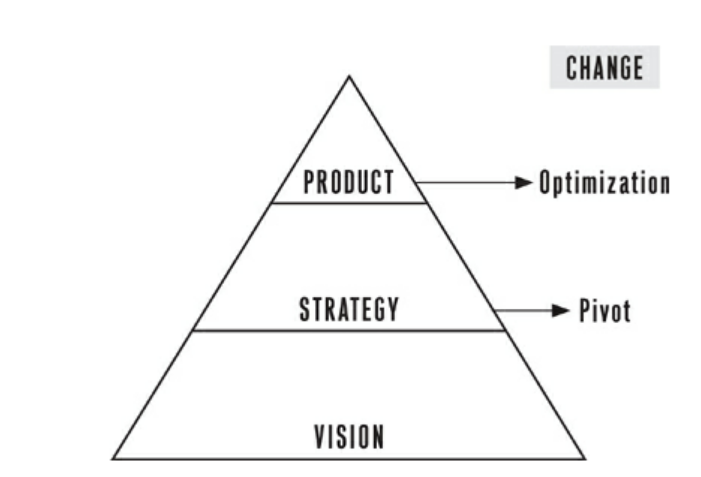 CHANGE
PRODUCT
Optimization
STRATEGY
Pivot
VISION